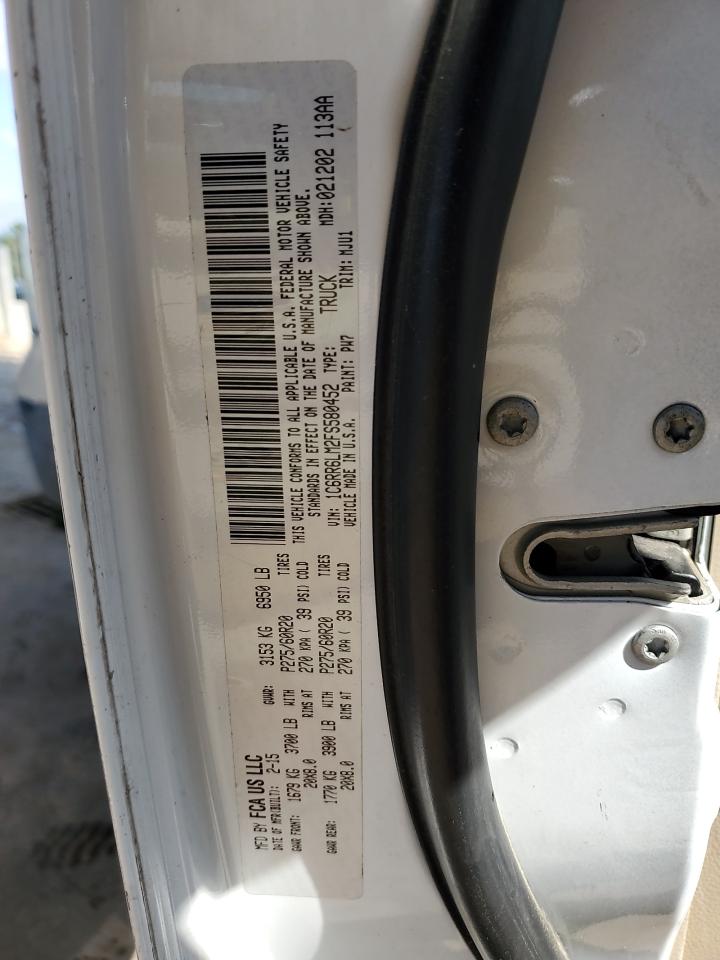 MFD BY FCA US LLC
DATE OF MFR(BUILT): 2-15 GVWR: 3153 KG 6950 LB
GAWR FRONT: 1679 KG 3700 LB WITH P275/60R20 TIRES
20X8.0 RIMS AT 270 KPA ( 39 PSI) COLD
GAWR REAR: 1770 KG 3900 LB WITH P275/60R20 TIRES
20X8.0 RIMS AT 270 KPA ( 39 PSI) COLD
THIS VEHICLE CONFORMS TO ALL APPLICABLE U.S.A. FEDERAL MOTOR VEHICLE SAFETY
STANDARDS IN EFFECT ON THE DATE OF MANUFACTURE SHOWN ABOVE.
VIN: 1C6RR6LM2FS580452 TYPE: TRUCK MDH:021202 113AA
VEHICLE MADE IN U.S.A. PAINT: PW7 TRIM: MJU1